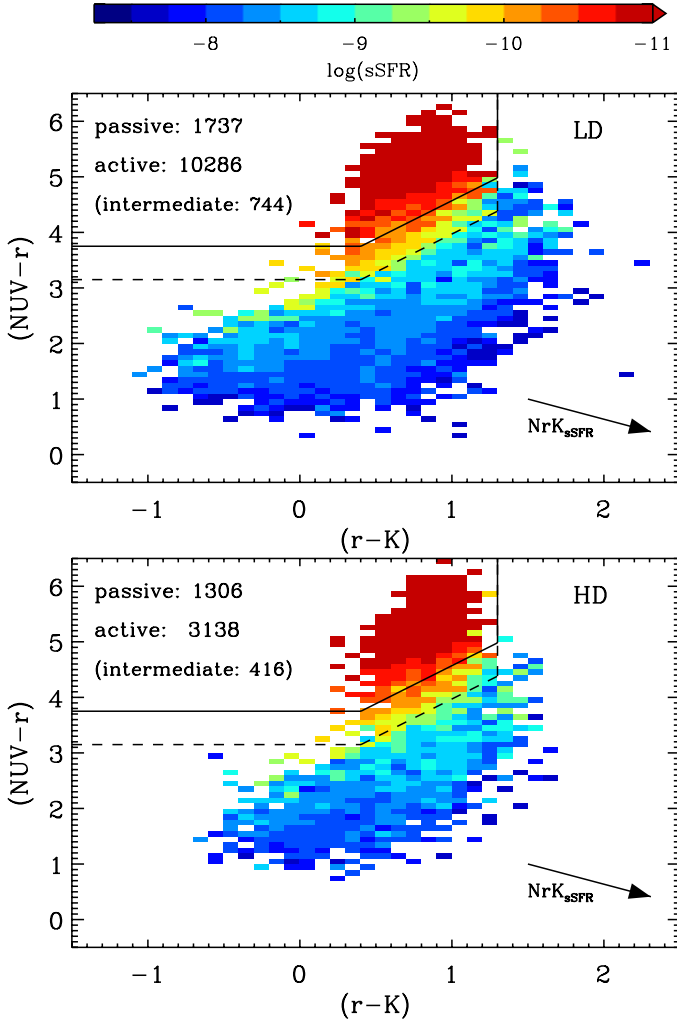 −8 −9 −10 −11
log(sSFR)
passive: 1737
LD
active: 10286
(intermediate: 744)
6
5
4
3
2
1
0
(NUV−r)
NrKsSFR
−1 0 1 2
(r−K)
passive: 1306
HD
active: 3138
(intermediate: 416)
6
5
4
3
2
1
0
(NUV−r)
NrKsSFR
−1 0 1 2
(r−K)